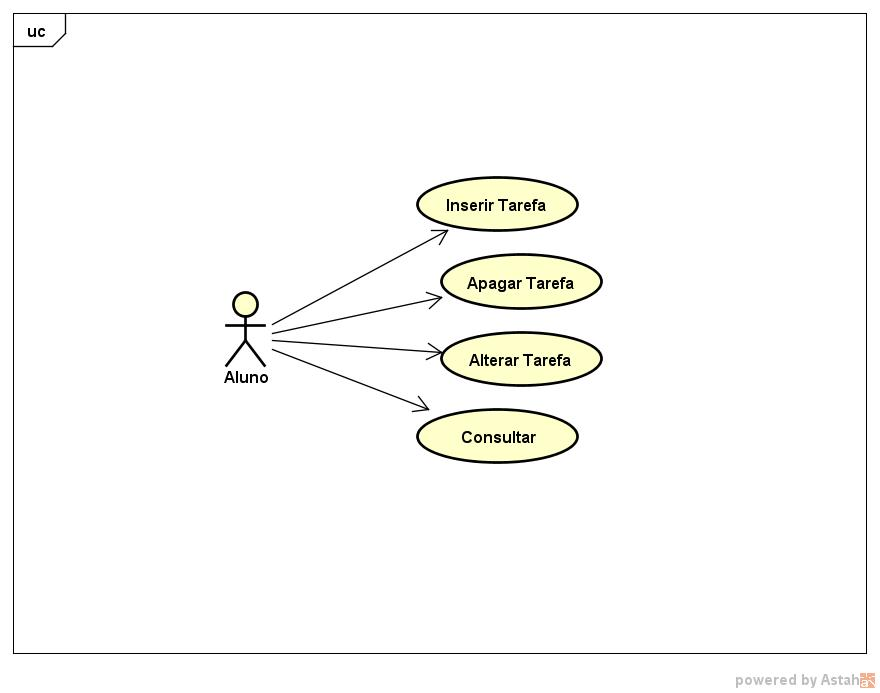 uc
Inserir Tarefa
Apagar Tarefa
Alterar Tarefa
Aluno
Consultar
powered by Astah